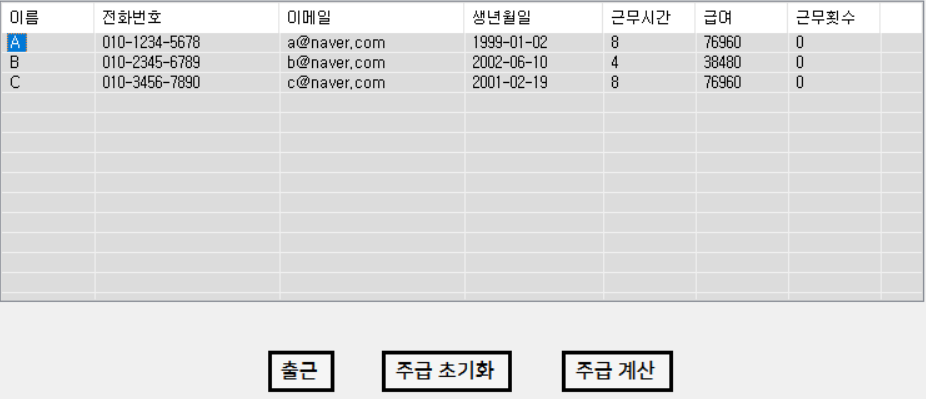 이름 전화번호 이메일 생년월일 근무시간 급여 근무횟수
A 010-1234-5678 a@naver.com 1999-01-02 8 76960 0
B 010-2345-6789 b@naver.com 2002-06-10 4 38480 0
C 010-3456-7890 c@naver.com 2001-02-19 8 76960 0
출근 주급 초기화 주급 계산